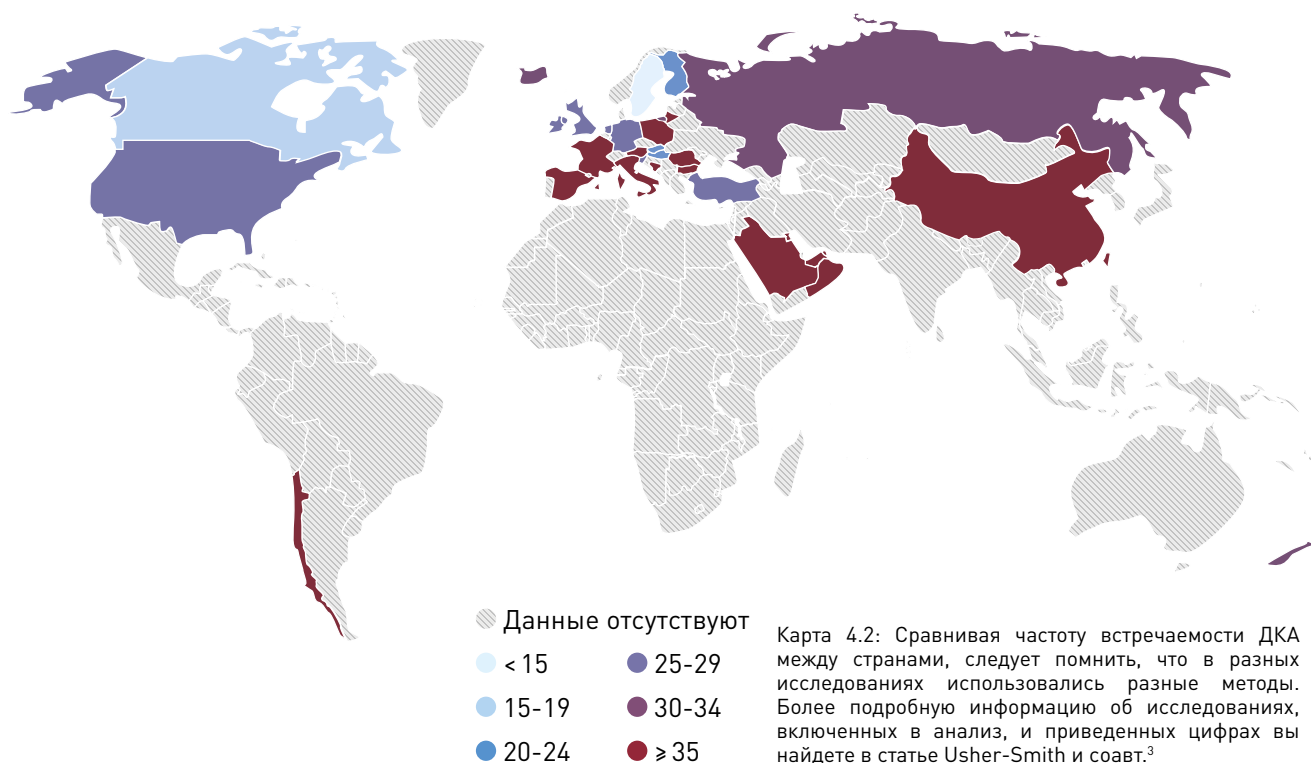 Данные отсутствуют
< 15
15-19
20-24
25-29
30-34
≥ 35
Карта 4.2: Сравнивая частоту встречаемости ДКА
между странами, следует помнить, что в разных
исследованиях использовались разные методы.
Более подробную информацию об исследованиях,
включенных в анализ, и приведенных цифрах вы
найдете в статье Usher-Smith и соавт.³